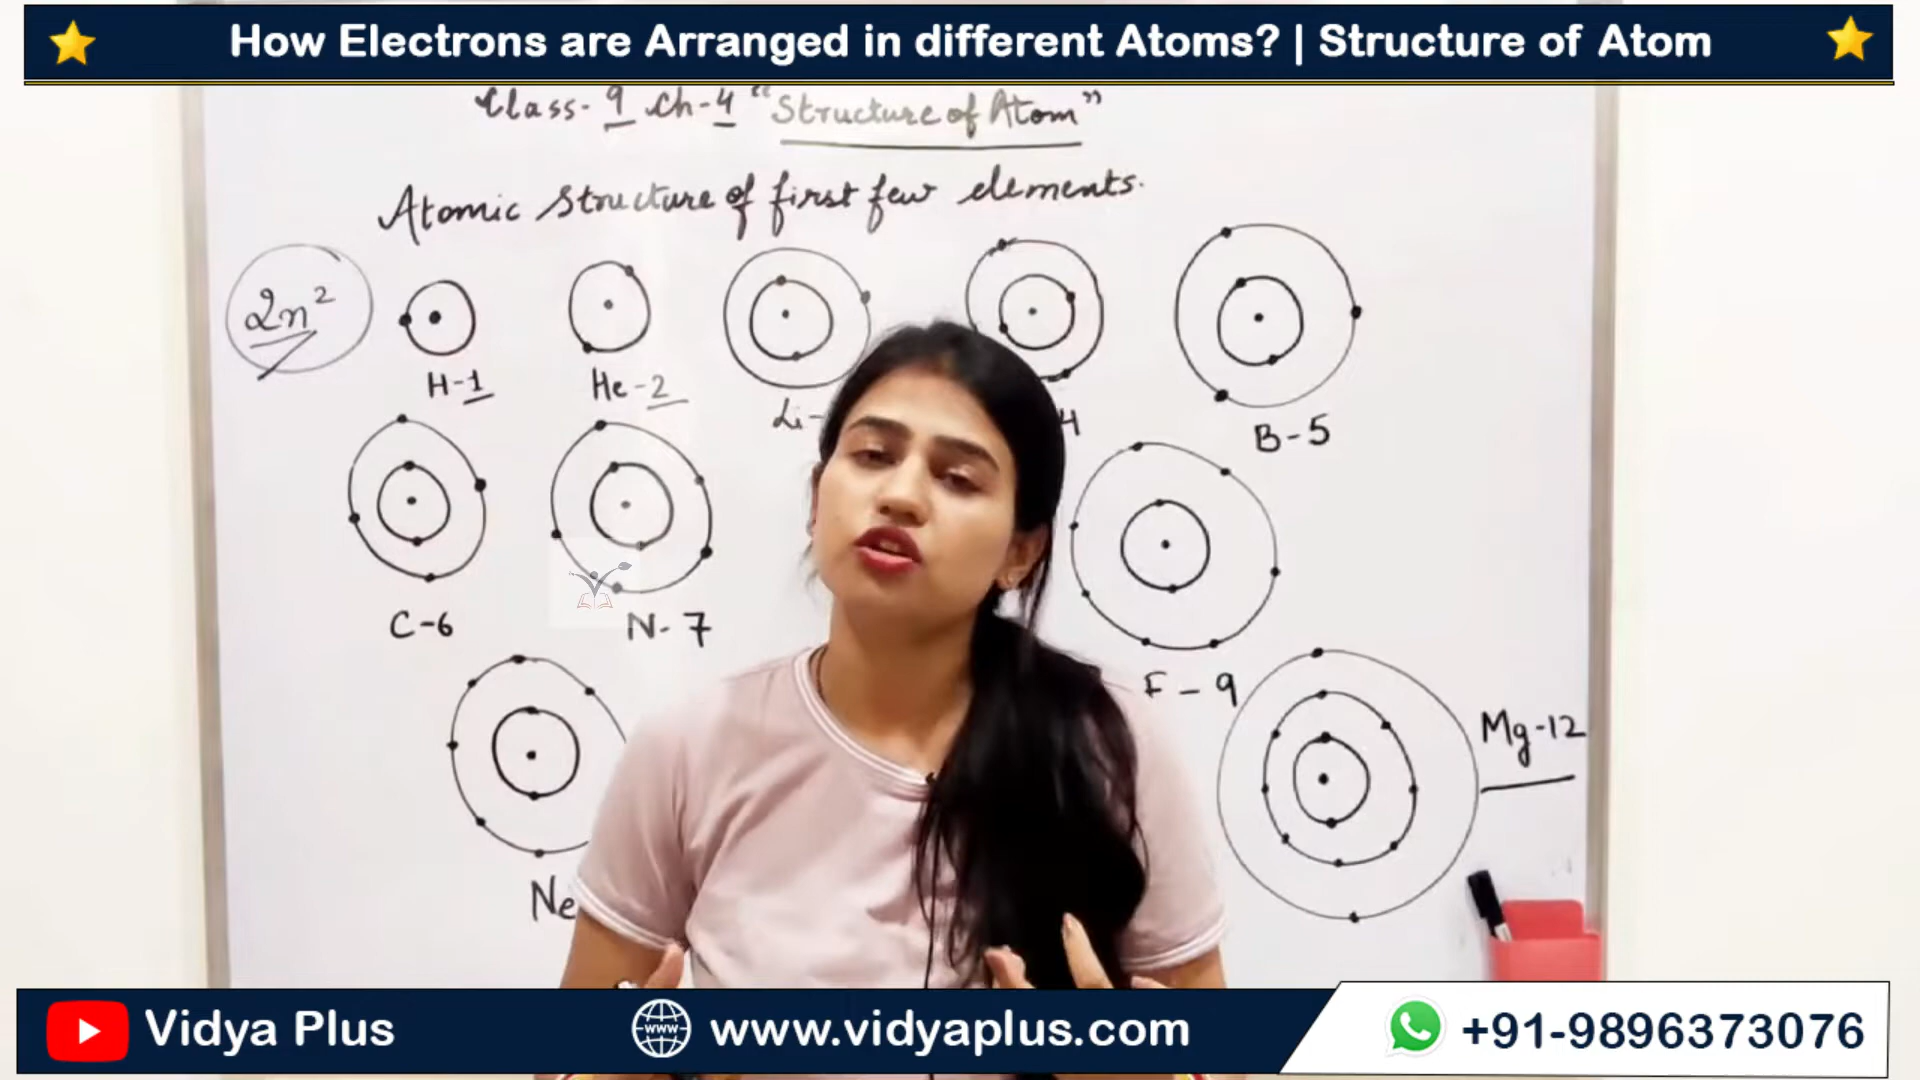 How Electrons are Arranged in different Atoms? | Structure of Atom
Class-9 Ch-4 "Structure of Atom"
Atomic Structure of first few elements.
2n²
H-1
He-2
Li-
4
B-5
C-6
N-7
F-9
Mg-12
Ne
Vidya Plus
www.vidyaplus.com
+91-9896373076